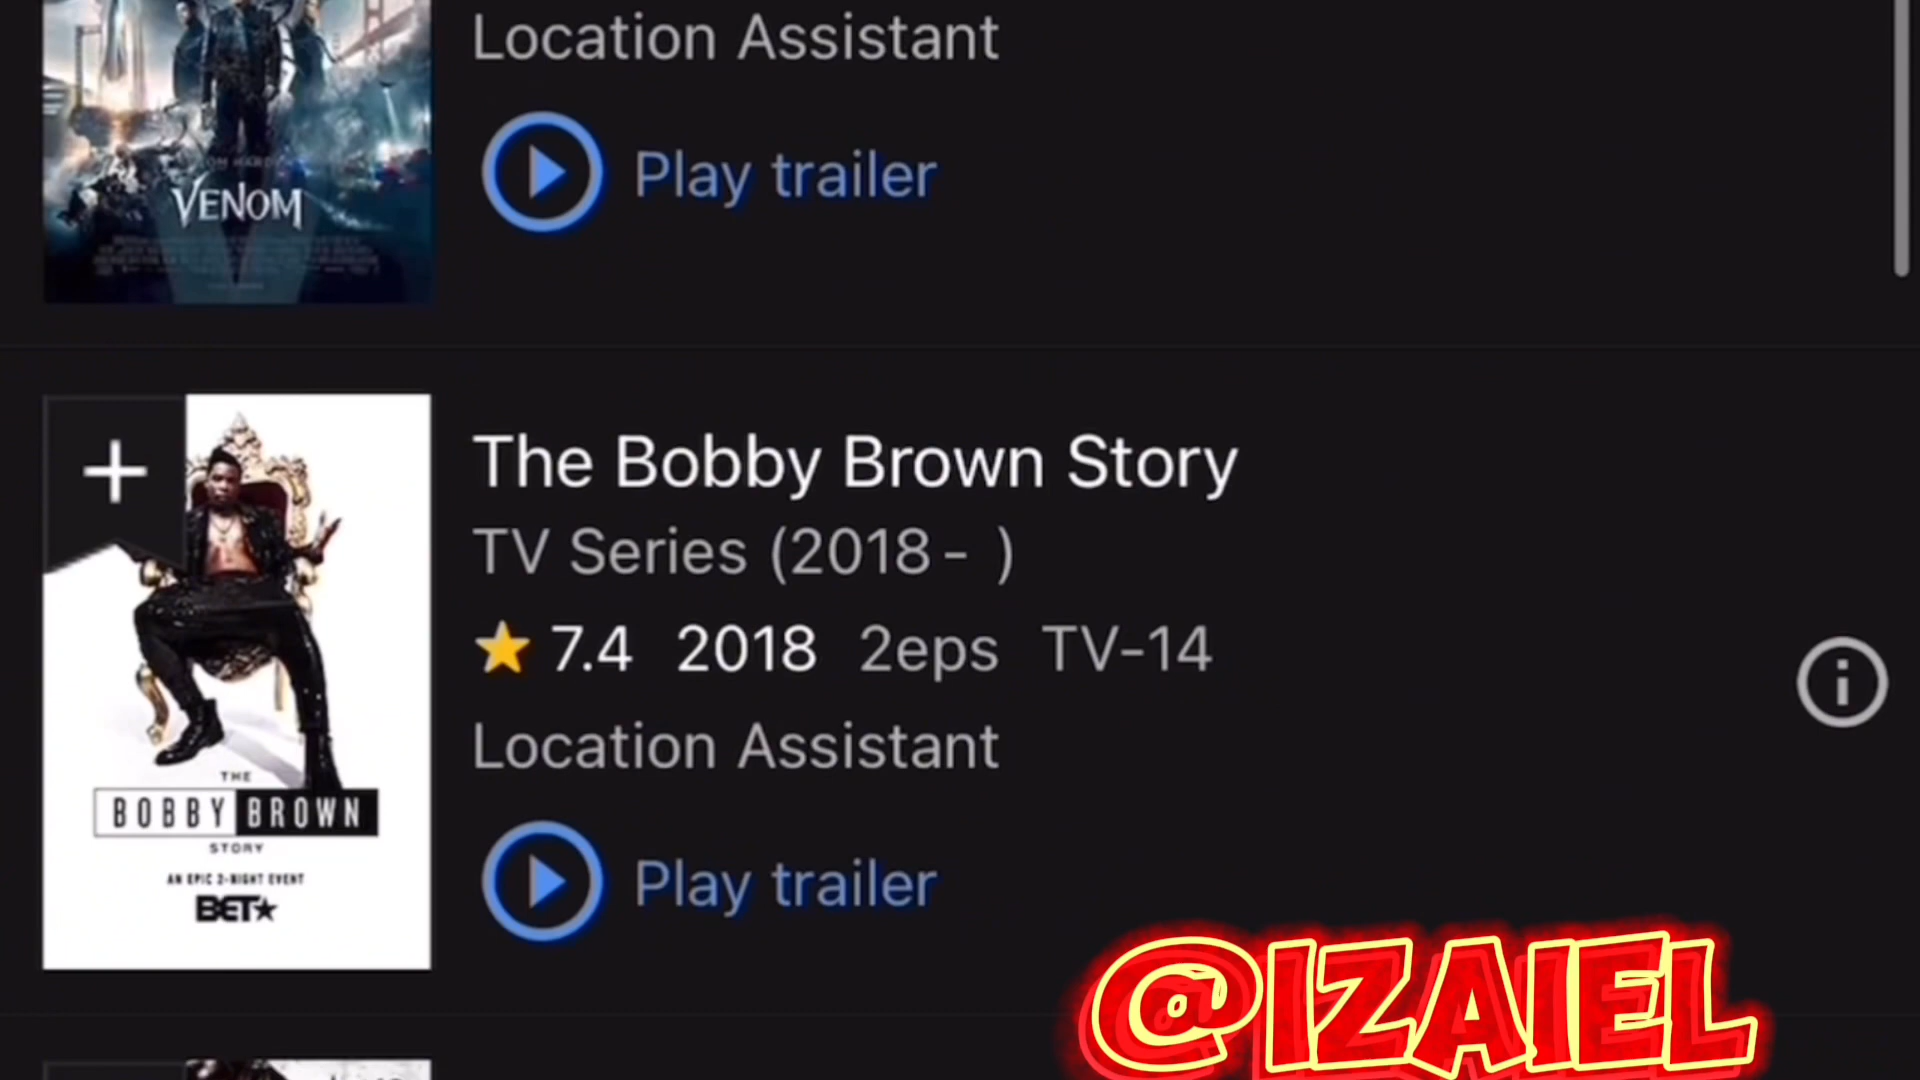 Location Assistant
Play trailer
VENOM
The Bobby Brown Story
TV Series (2018- )
7.4 2018 2eps TV-14
Location Assistant
Play trailer
THE
BOBBY BROWN
STORY
AN EPIC 2-NIGHT EVENT
BET
@IZAIEL